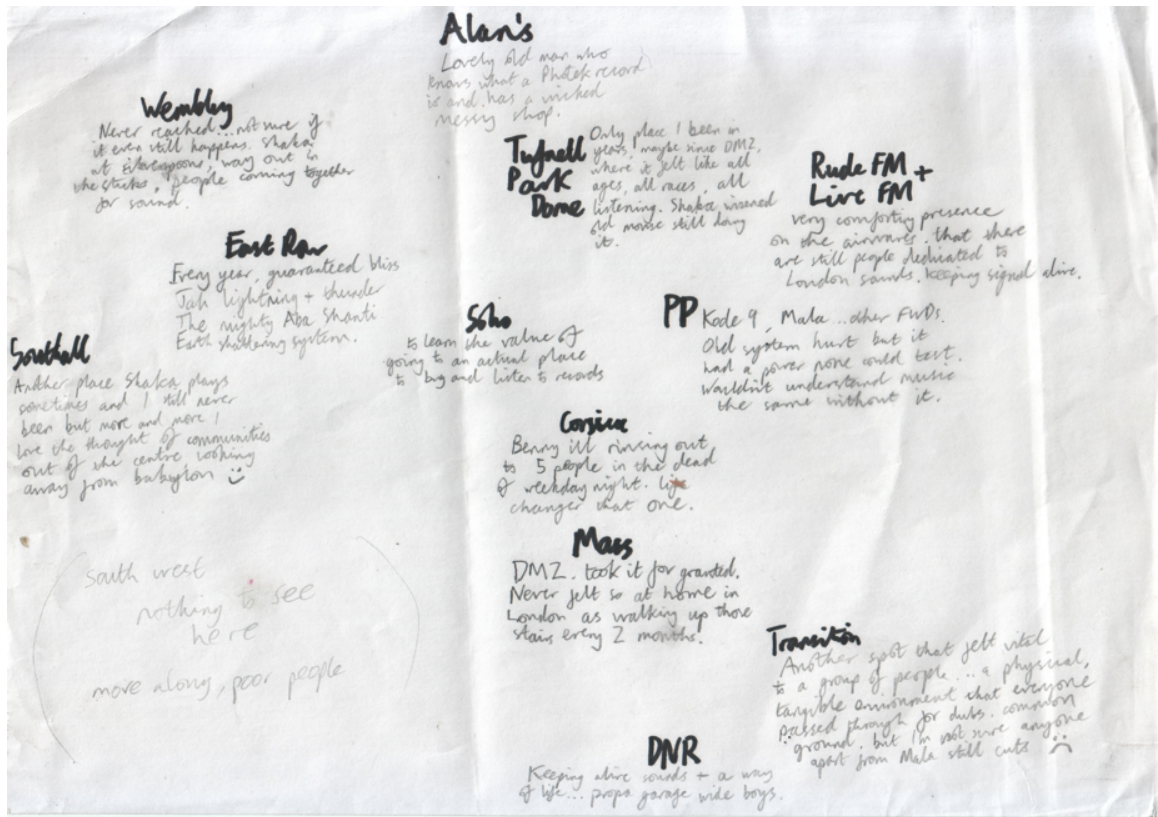 Alan's
Lovely old man who
knows what a Photek record
is and has a wicked
messy shop.
Wembley
Never reached... not sure if
it even still happens. Shaka
at silverspoons, way out in
the sticks, people coming together
for sound.
Tufnell
Park
Dome
Only place I been in
years, maybe since DMZ,
where it felt like all
ages, all races, all
listening. Shaka wizened
old mouse still doing
it.
Rude FM +
Live FM
very comforting presence
on the airwaves. that there
are still people dedicated to
London sounds. keeping signal alive.
East Row
Every year, guaranteed bliss
Jah lightning + thunder
The mighty Aba Shanti
Earth shattering system.
Soho
to learn the value of
going to an actual place
to buy and listen to records
PP
Kode 9, Mala... other FWDs.
Old system hurt but it
had a power none could test.
Wouldn't understand music
the same without it.
Southall
Another place Shaka plays
sometimes and I still never
been but more and more I
love the thought of communities
out of the centre looking
away from babylon :)
Corsica
Benny ill rinsing out
to 5 people in the dead
of weekday night. life
changer that one.
Mass
DMZ. took it for granted.
Never felt so at home in
London as walking up those
stairs every 2 months.
(south west
nothing to see
here
more along, poor people)
Transition
Another spot that felt vital
to a group of people... a physical,
tangible environment that everyone
passed through for dubs. common
ground. but I'm not sure anyone
apart from Mala still cuts :(
DNR
Keeping alive sounds + a way
of life... propa garage wide boys.